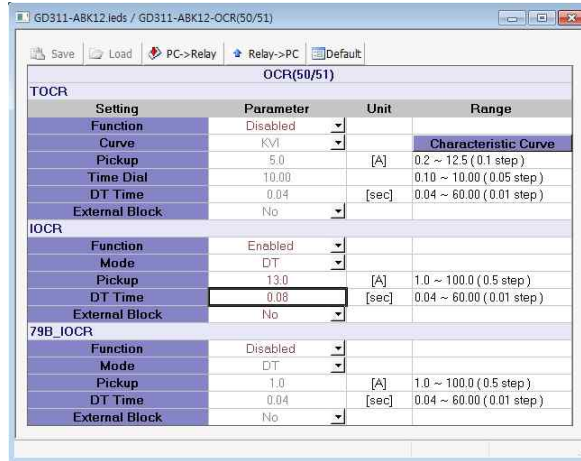 GD311-ABK12.ieds / GD311-ABK12-OCR(50/51)
Save Load PC->Relay Relay->PC Default
OCR(50/51)
TOCR
Setting Parameter Unit Range
Function Disabled
Curve KVI Characteristic Curve
Pickup 5.0 [A] 0.2 ~ 12.5 ( 0.1 step )
Time Dial 10.00 0.10 ~ 10.00 ( 0.05 step )
DT Time 0.04 [sec] 0.04 ~ 60.00 ( 0.01 step )
External Block No
IOCR
Function Enabled
Mode DT
Pickup 13.0 [A] 1.0 ~ 100.0 ( 0.5 step )
DT Time 0.08 [sec] 0.04 ~ 60.00 ( 0.01 step )
External Block No
79B_IOCR
Function Disabled
Mode DT
Pickup 1.0 [A] 1.0 ~ 100.0 ( 0.5 step )
DT Time 0.04 [sec] 0.04 ~ 60.00 ( 0.01 step )
External Block No